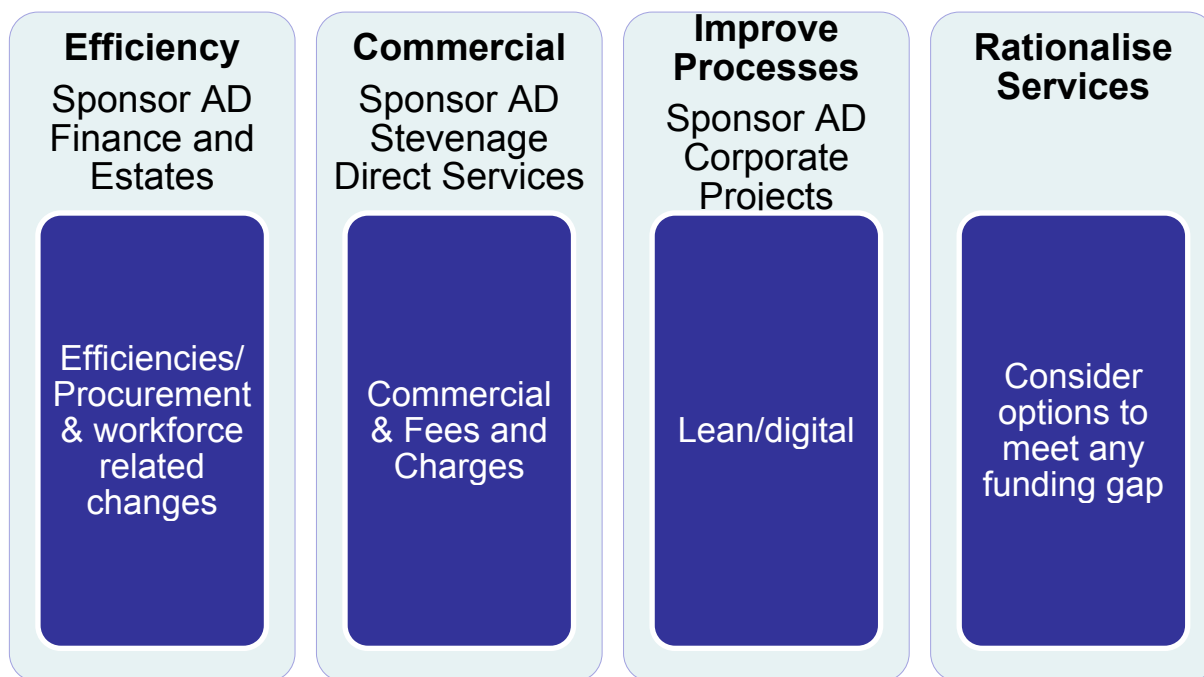 Efficiency
Sponsor AD
Finance and
Estates
Efficiencies/
Procurement
& workforce
related
changes
Commercial
Sponsor AD
Stevenage
Direct Services
Commercial
& Fees and
Charges
Improve
Processes
Sponsor AD
Corporate
Projects
Lean/digital
Rationalise
Services
Consider
options to
meet any
funding gap